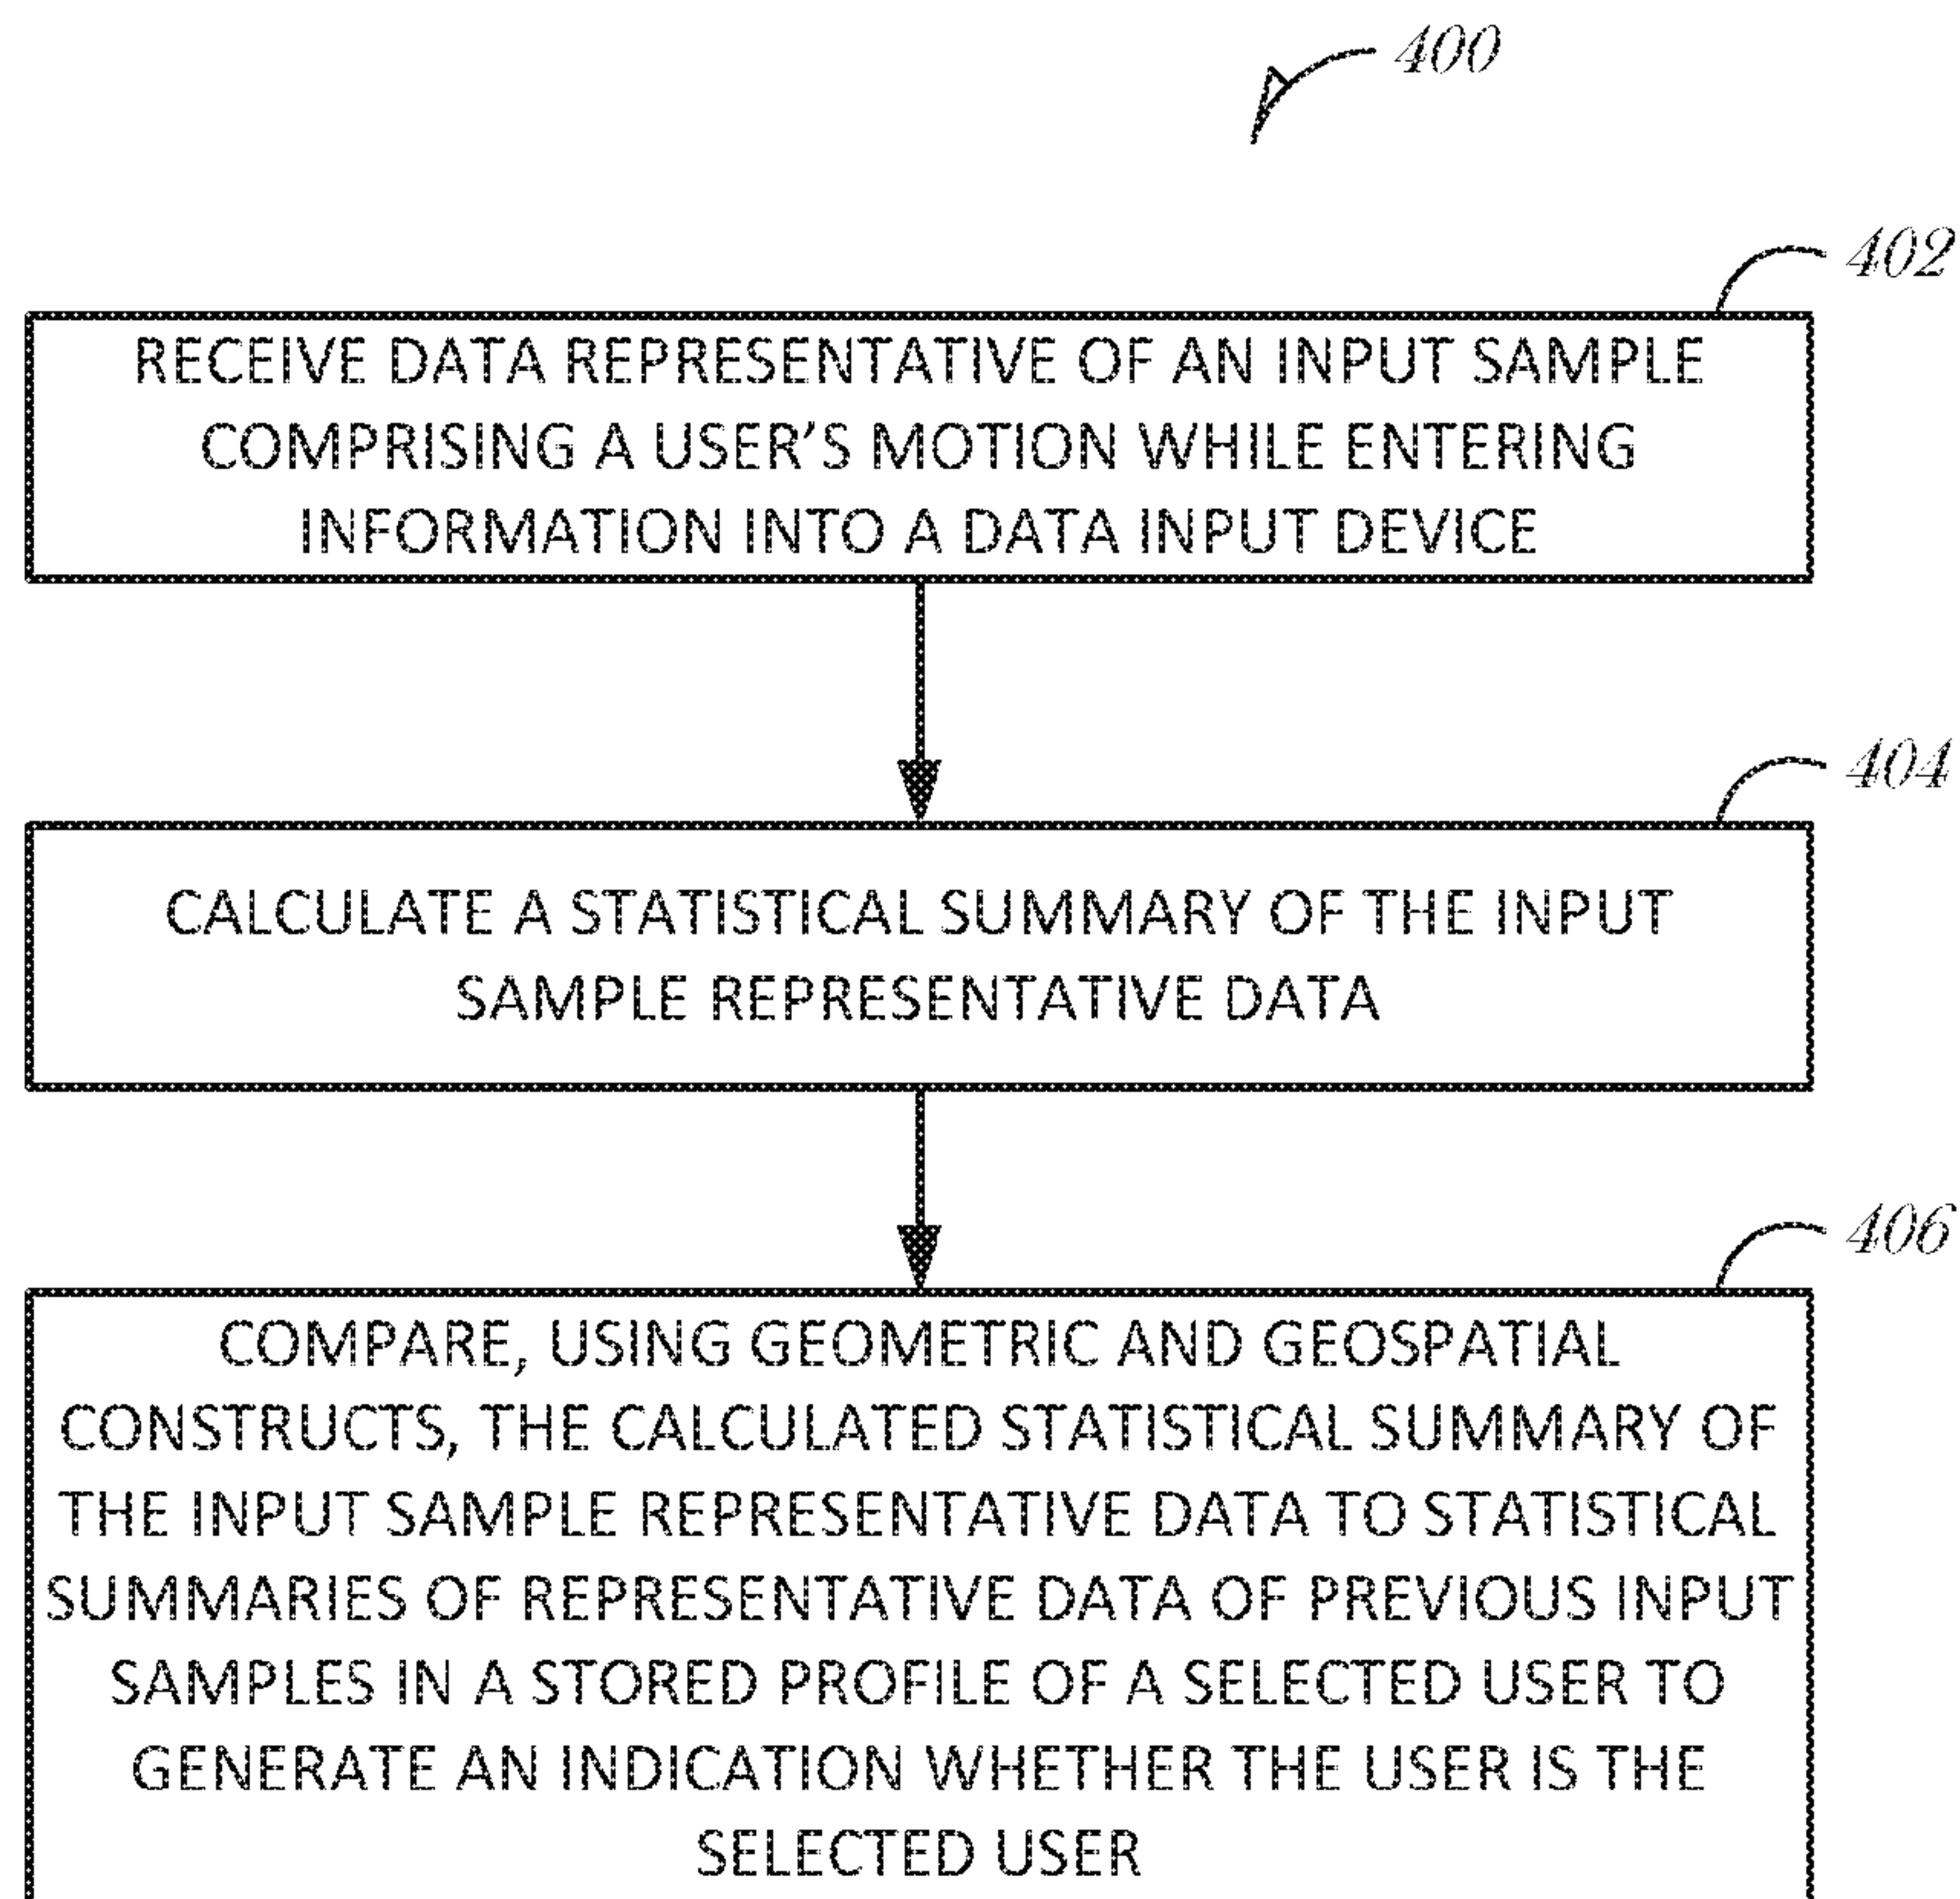 400
402
RECEIVE DATA REPRESENTATIVE OF AN INPUT SAMPLE
COMPRISING A USER’S MOTION WHILE ENTERING
INFORMATION INTO A DATA INPUT DEVICE
404
CALCULATE A STATISTICAL SUMMARY OF THE INPUT
SAMPLE REPRESENTATIVE DATA
406
COMPARE, USING GEOMETRIC AND GEOSPATIAL
CONSTRUCTS, THE CALCULATED STATISTICAL SUMMARY OF
THE INPUT SAMPLE REPRESENTATIVE DATA TO STATISTICAL
SUMMARIES OF REPRESENTATIVE DATA OF PREVIOUS INPUT
SAMPLES IN A STORED PROFILE OF A SELECTED USER TO
GENERATE AN INDICATION WHETHER THE USER IS THE
SELECTED USER